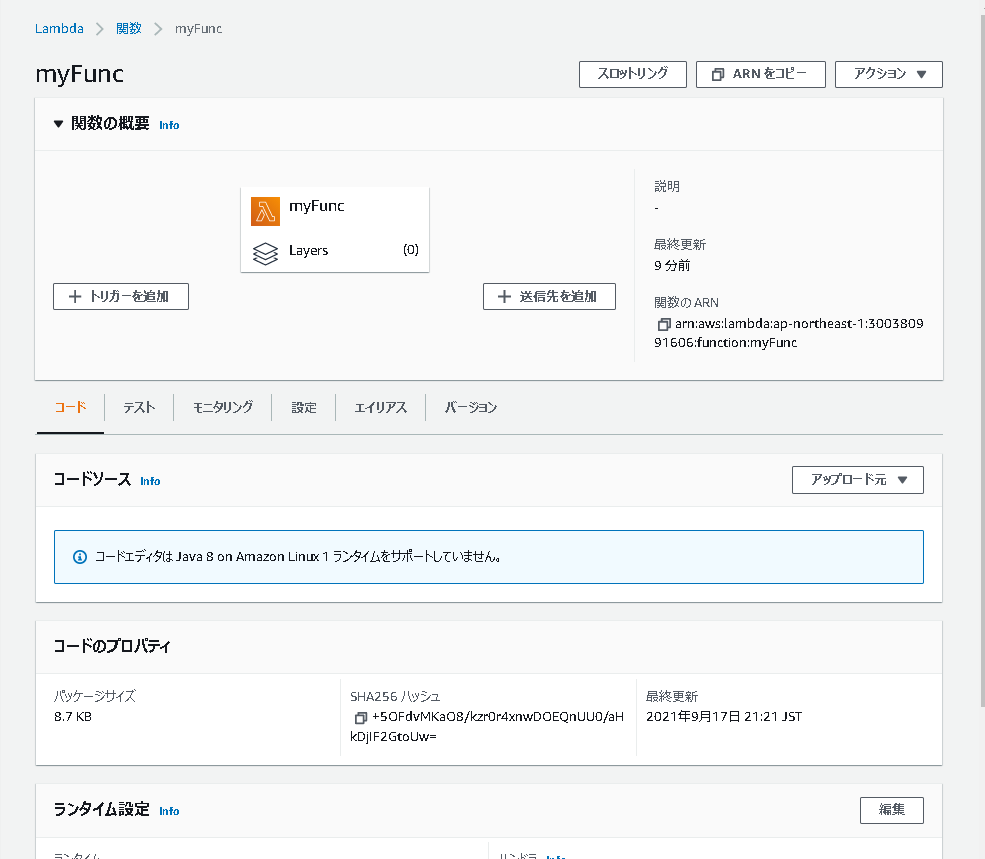 Lambda > 関数 > myFunc
myFunc
スロットリング
ARN をコピー
アクション ▼
▼ 関数の概要 Info
myFunc
Layers (0)
+ トリガーを追加
+ 送信先を追加
説明
-
最終更新
9 分前
関数の ARN
arn:aws:lambda:ap-northeast-1:3003809
91606:function:myFunc
コード
テスト
モニタリング
設定
エイリアス
バージョン
コードソース Info
アップロード元 ▼
コードエディタは Java 8 on Amazon Linux 1 ランタイムをサポートしていません。
コードのプロパティ
パッケージサイズ
8.7 KB
SHA256 ハッシュ
+5OFdvMKaO8/kzr0r4xnwDOEQnUU0/aH
kDjIF2GtoUw=
最終更新
2021年9月17日 21:21 JST
ランタイム設定 Info
編集
ランタイム